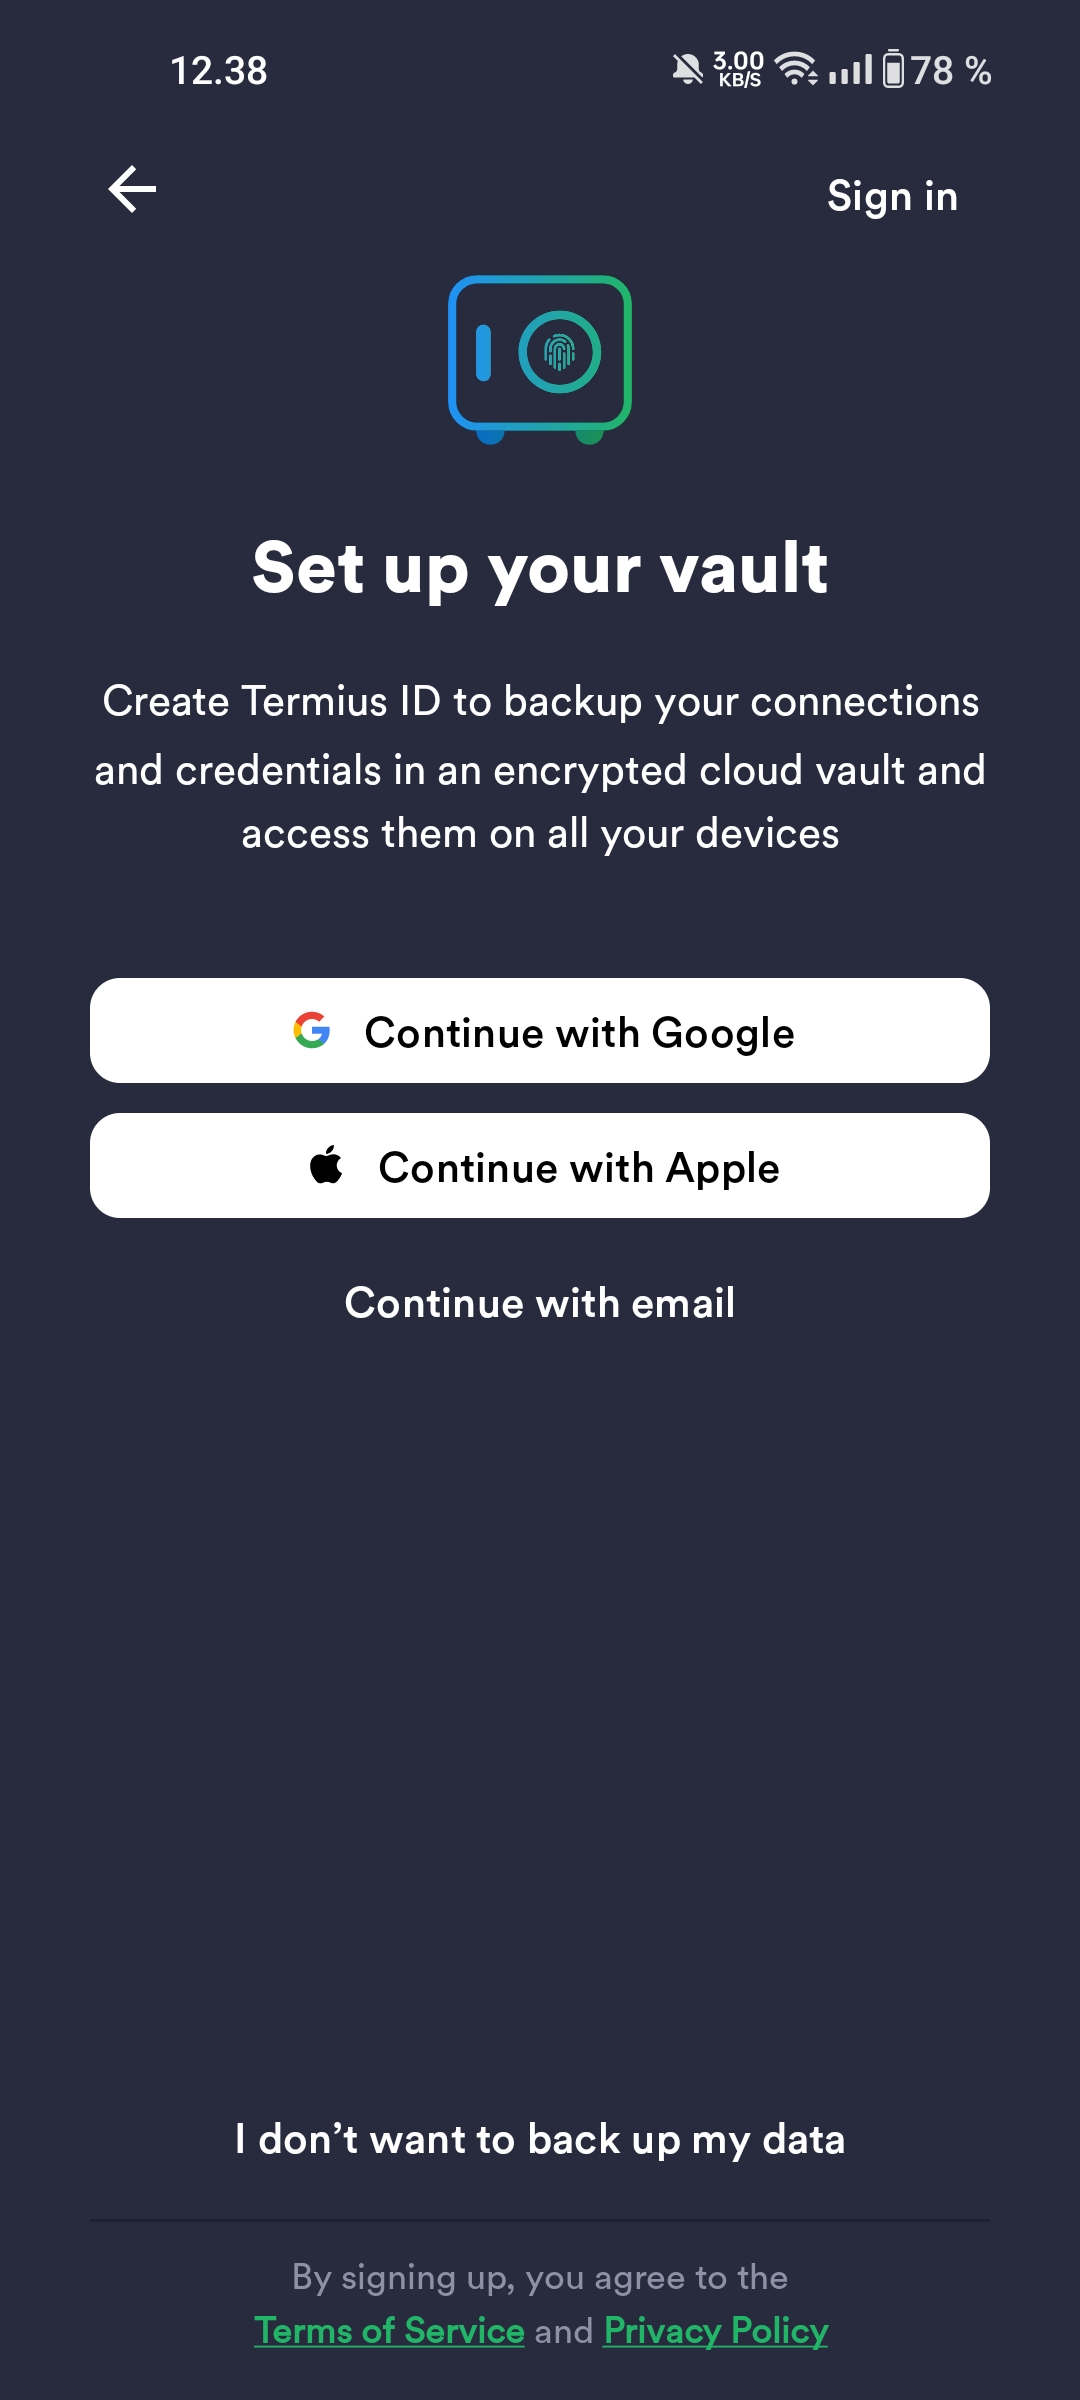 12.38
3.00
KB/S
78 %
Sign in
Set up your vault
Create Termius ID to backup your connections
and credentials in an encrypted cloud vault and
access them on all your devices
Continue with Google
Continue with Apple
Continue with email
I don’t want to back up my data
By signing up, you agree to the
Terms of Service and Privacy Policy